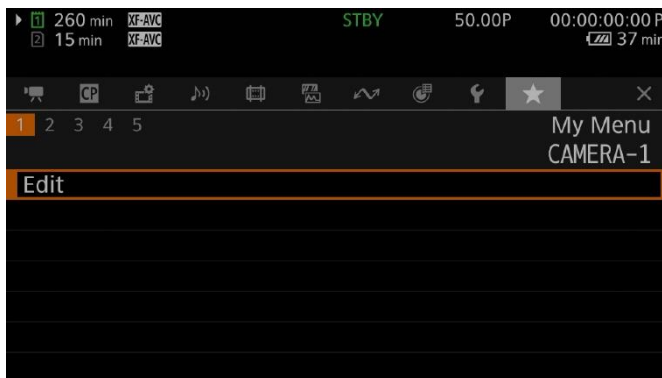 1 260 min XF-AVC STBY 50.00P 00:00:00:00 P
2 15 min XF-AVC 37 min
CP
1 2 3 4 5 My Menu
CAMERA-1
Edit